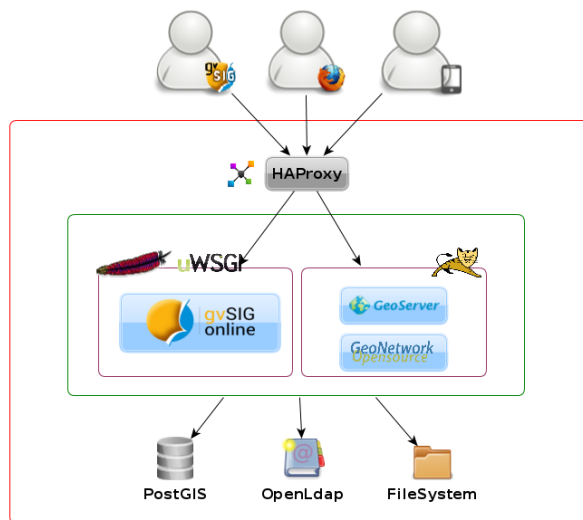 gvSIG
HAProxy
uWSGI
gvSIG
online
GeoServer
GeoNetwork
Opensource
PostGIS
OpenLdap
FileSystem